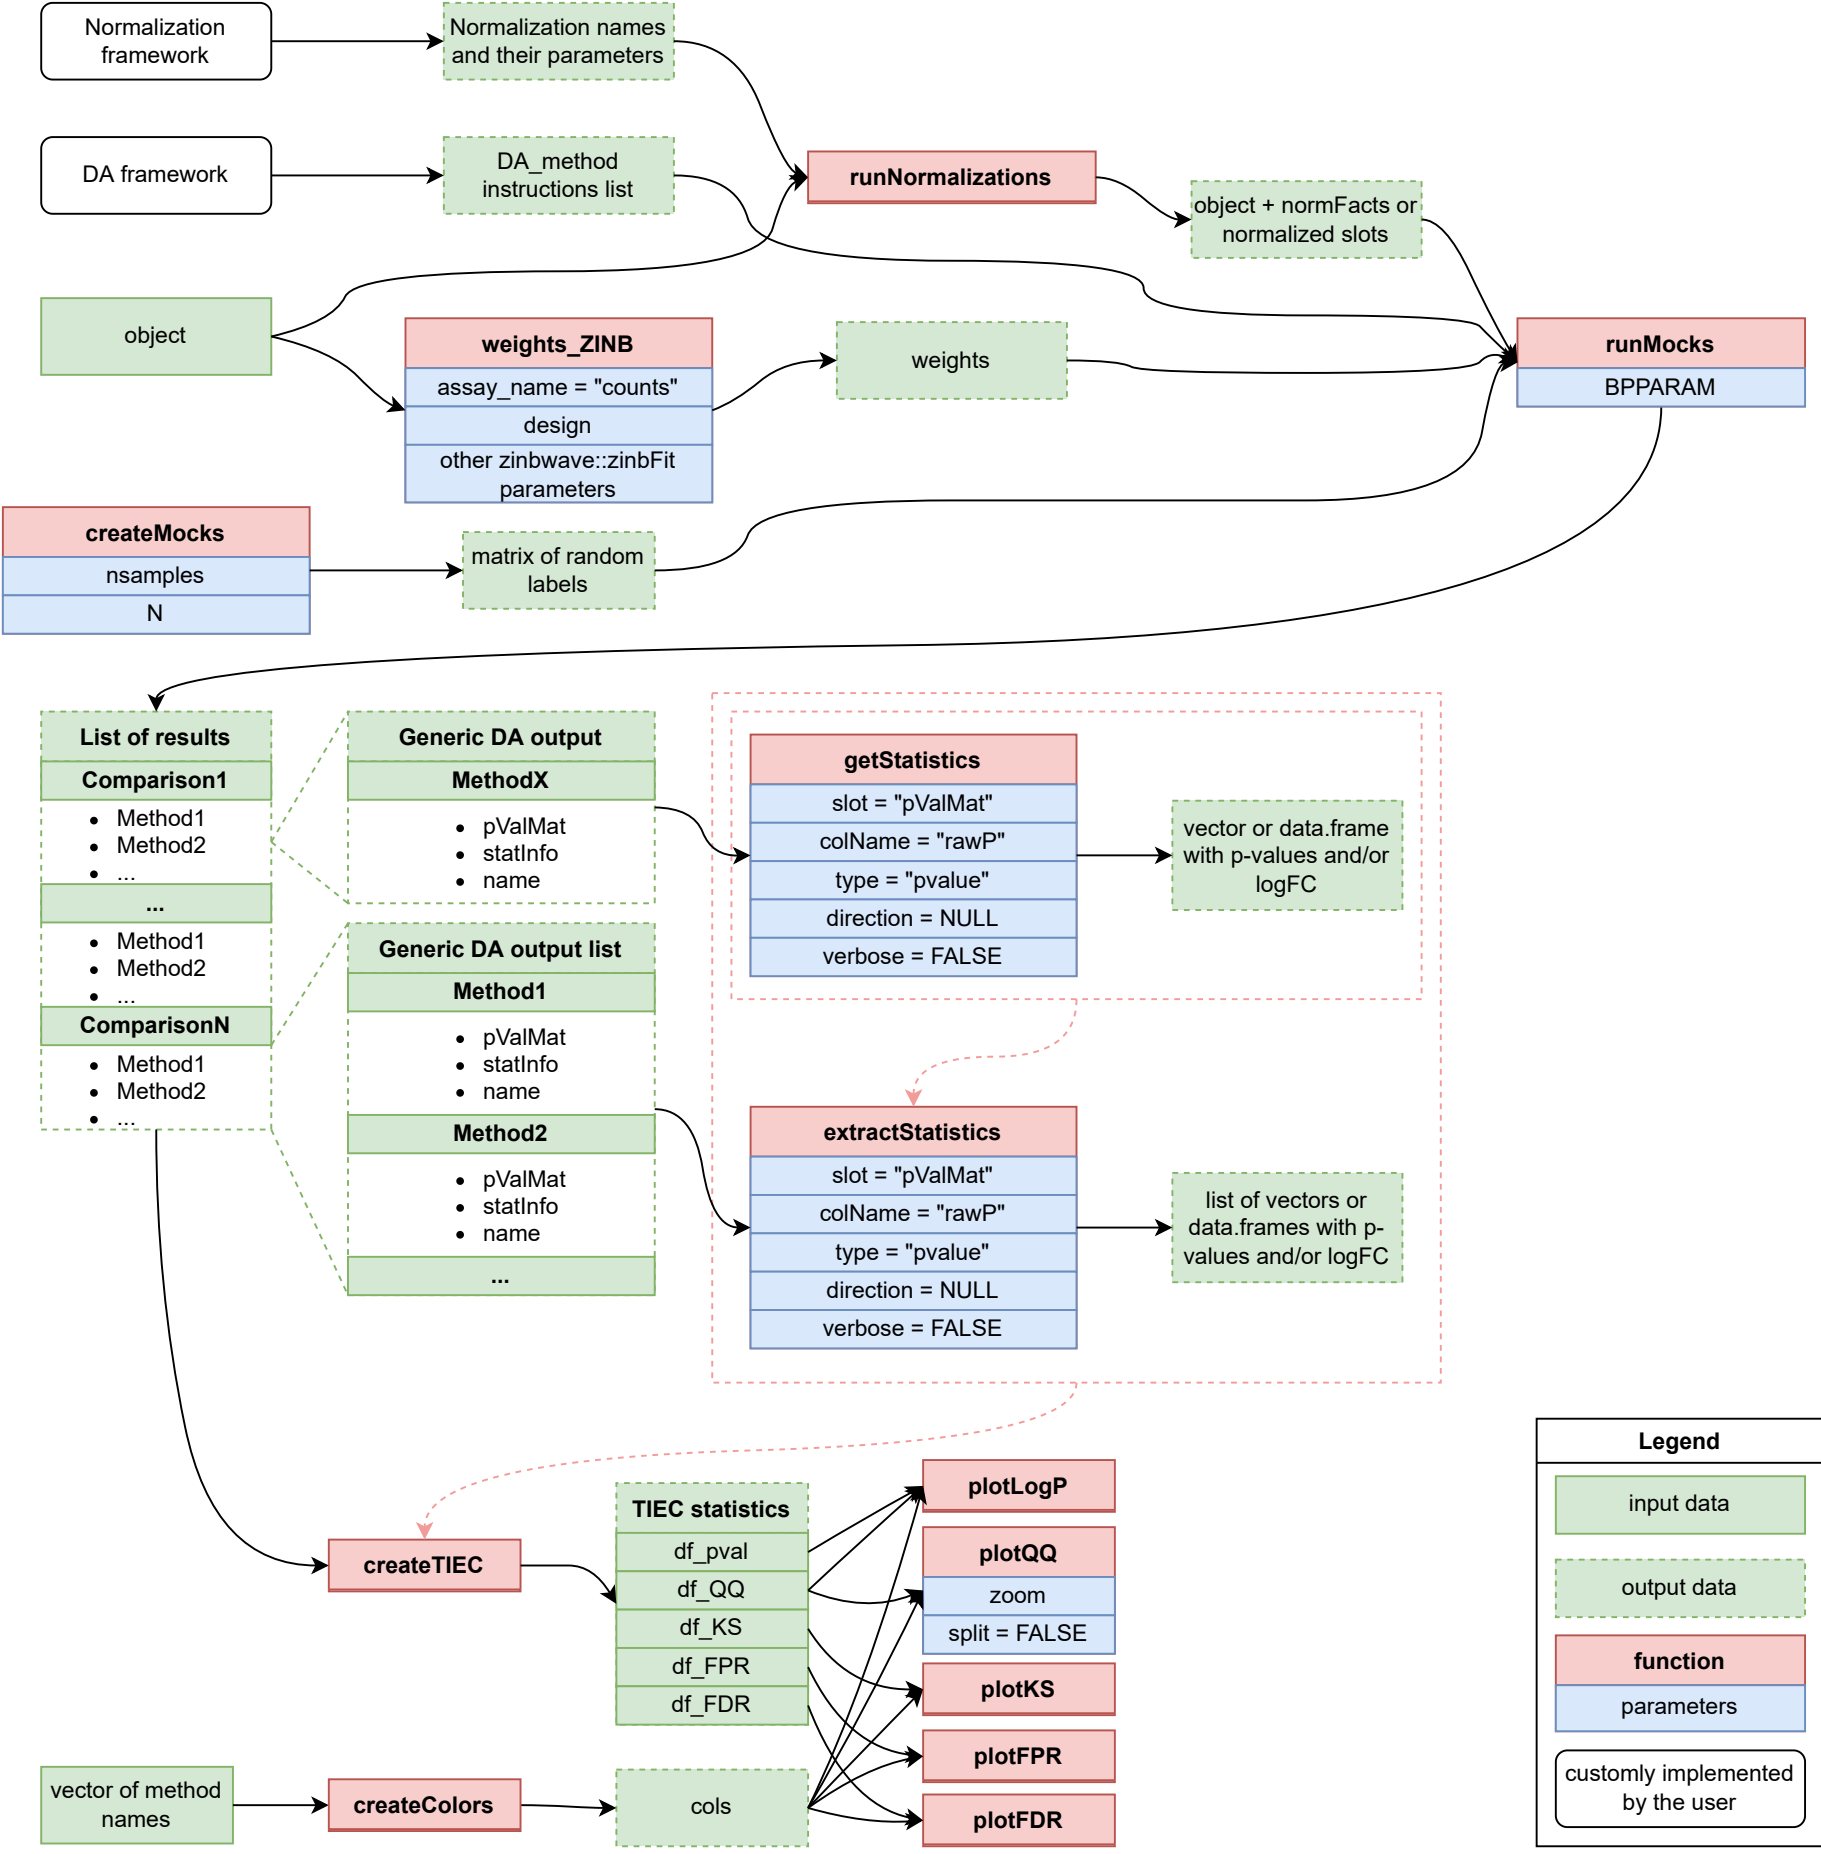 Normalization
framework
Normalization names
and their parameters
DA framework
DA_method
instructions list
runNormalizations
object + normFacts or
normalized slots
object
weights_ZINB
assay_name = "counts"
design
other zinbwave::zinbFit
parameters
weights
runMocks
BPPARAM
createMocks
nsamples
N
matrix of random
labels
List of results
Comparison1
• Method1
• Method2
• ...
...
• Method1
• Method2
• ...
ComparisonN
• Method1
• Method2
• ...
Generic DA output
MethodX
• pValMat
• statInfo
• name
Generic DA output list
Method1
• pValMat
• statInfo
• name
Method2
• pValMat
• statInfo
• name
...
getStatistics
slot = "pValMat"
colName = "rawP"
type = "pvalue"
direction = NULL
verbose = FALSE
vector or data.frame
with p-values and/or
logFC
extractStatistics
slot = "pValMat"
colName = "rawP"
type = "pvalue"
direction = NULL
verbose = FALSE
list of vectors or
data.frames with p-
values and/or logFC
createTIEC
TIEC statistics
df_pval
df_QQ
df_KS
df_FPR
df_FDR
plotLogP
plotQQ
zoom
split = FALSE
plotKS
plotFPR
plotFDR
vector of method
names
createColors
cols
Legend
input data
output data
function
parameters
customly implemented
by the user